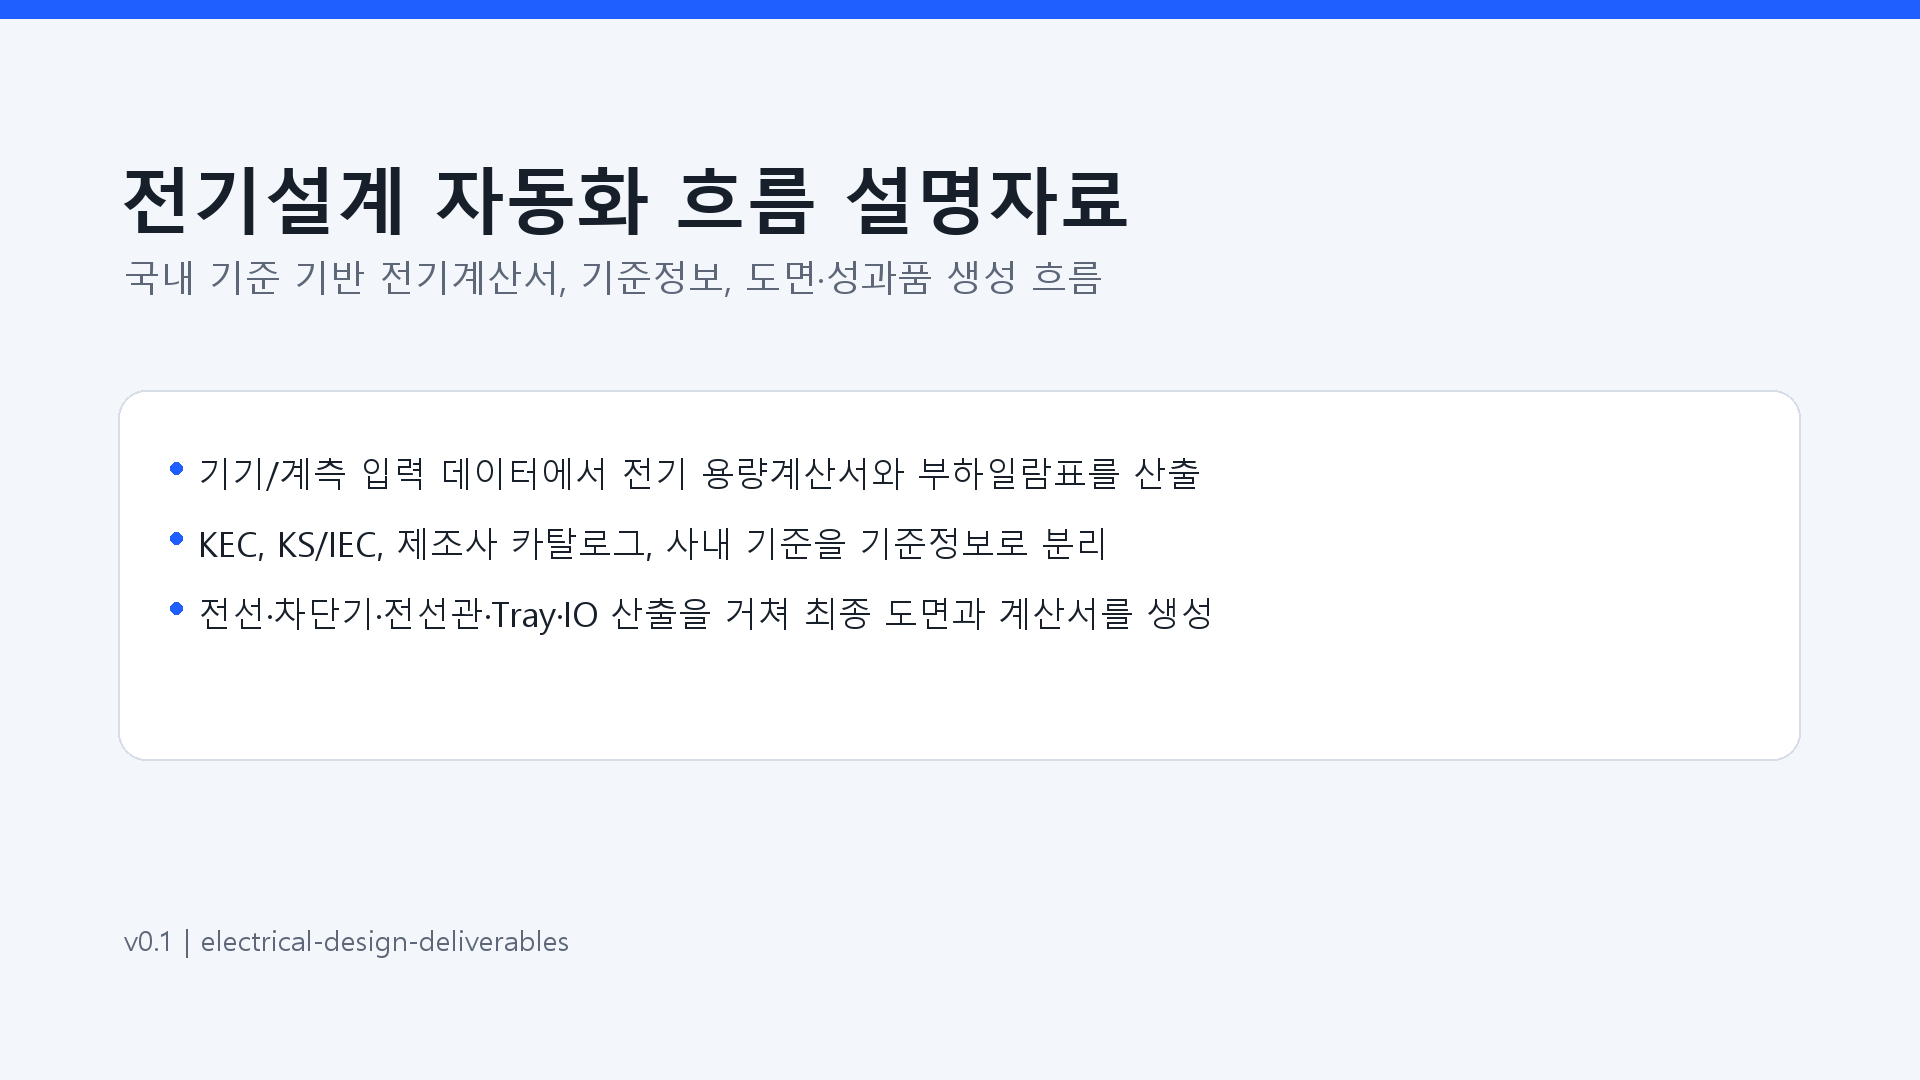 전기설계 자동화 흐름 설명자료
국내 기준 기반 전기계산서, 기준정보, 도면·성과품 생성 흐름
• 기기/계측 입력 데이터에서 전기 용량계산서와 부하일람표를 산출
• KEC, KS/IEC, 제조사 카탈로그, 사내 기준을 기준정보로 분리
• 전선·차단기·전선관·Tray·IO 산출을 거쳐 최종 도면과 계산서를 생성
v0.1 | electrical-design-deliverables